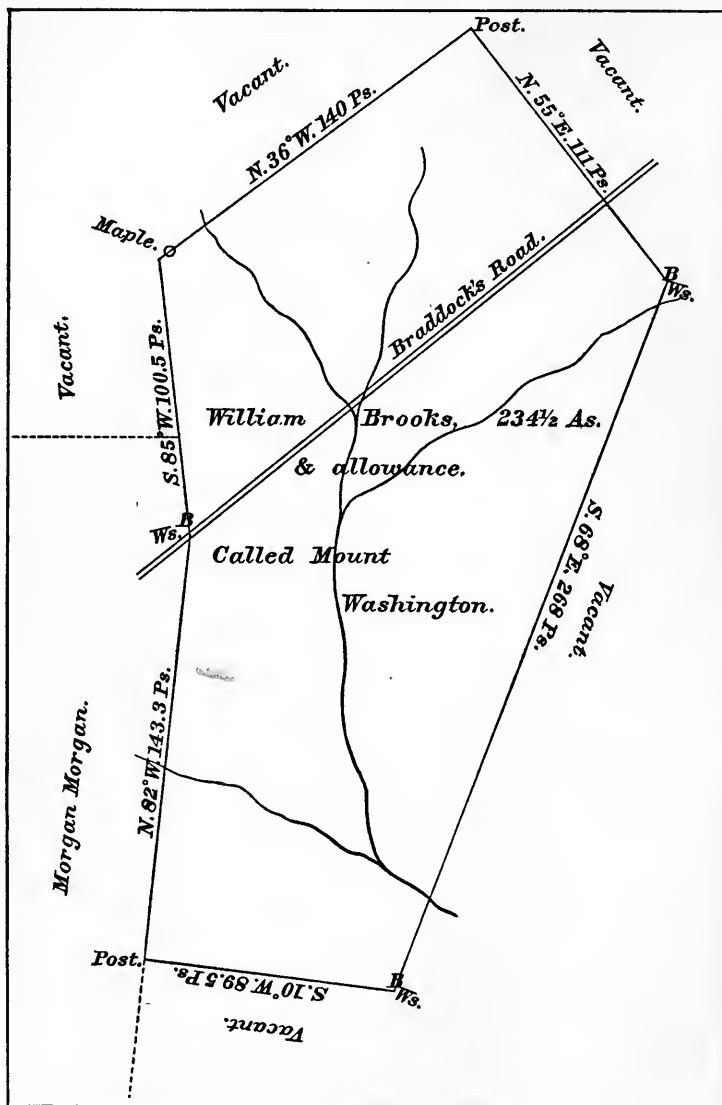 Post.
Vacant.
Vacant.
N. 36° W. 140 Ps.
N. 55° E. 111 Ps.
Maple.
Braddock's Road.
B
Ws.
Vacant.
S. 85° W. 100.5 Ps.
William Brooks, 234½ As.
& allowance.
B
Ws.
Called Mount
Washington.
S. 68° E. 268 Ps.
Vacant.
N. 82° W. 143.3 Ps.
Morgan Morgan.
Post.
S. 10° W. 89.5 Ps.
B
Ws.
Vacant.